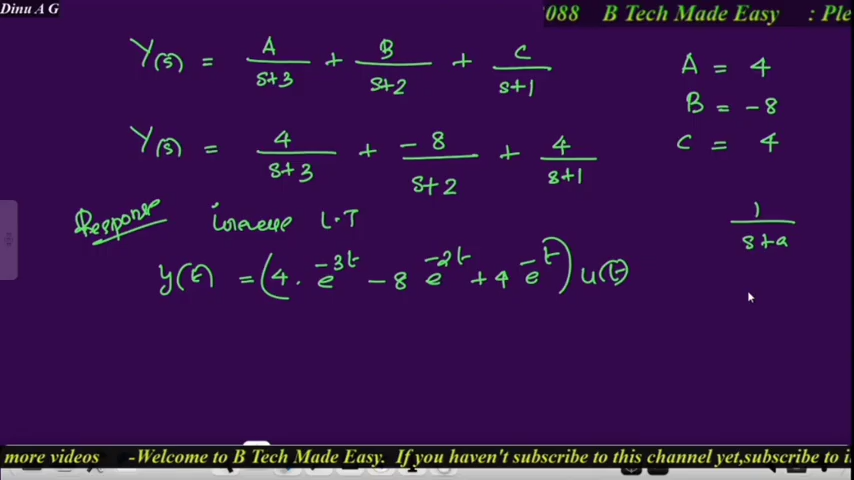 Dinu A G
088 B Tech Made Easy : Ple
Y(s) = A/(s+3) + B/(s+2) + C/(s+1)
A = 4
B = -8
C = 4
Y(s) = 4/(s+3) + -8/(s+2) + 4/(s+1)
Response Inverse L.T
1/(s+a)
y(t) = (4 . e^-3t - 8 e^-2t + 4 e^-t) u(t)
more videos -Welcome to B Tech Made Easy. If you haven't subscribe to this channel yet,subscribe to i